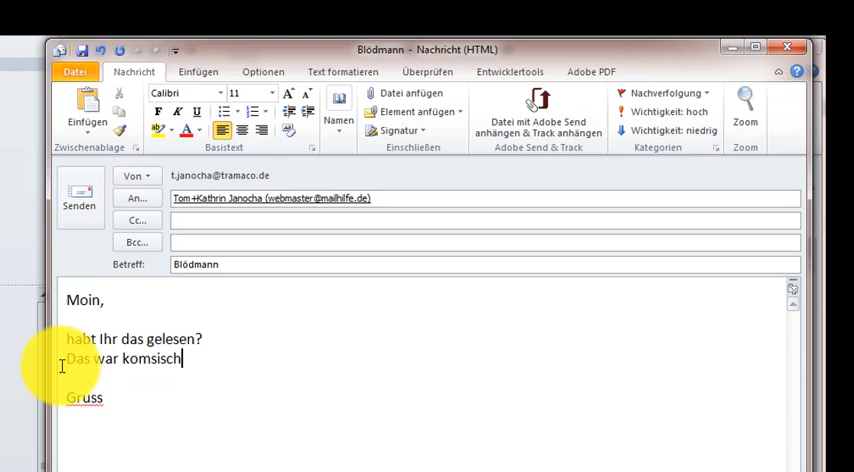 Blödmann - Nachricht (HTML)
Datei Nachricht Einfügen Optionen Text formatieren Überprüfen Entwicklertools Adobe PDF
Einfügen
Zwischenablage
Calibri 11
F K U
Basistext
Namen
Datei anfügen
Element anfügen
Signatur
Einschließen
Datei mit Adobe Send
anhängen & Track anhängen
Adobe Send & Track
Nachverfolgung
Wichtigkeit: hoch
Wichtigkeit: niedrig
Kategorien
Zoom
Zoom
Senden
Von t.janocha@tramaco.de
An... Tom+Kathrin Janocha (webmaster@mailhilfe.de)
Cc...
Bcc...
Betreff: Blödmann
Moin,
habt Ihr das gelesen?
Das war komsisch
Gruss